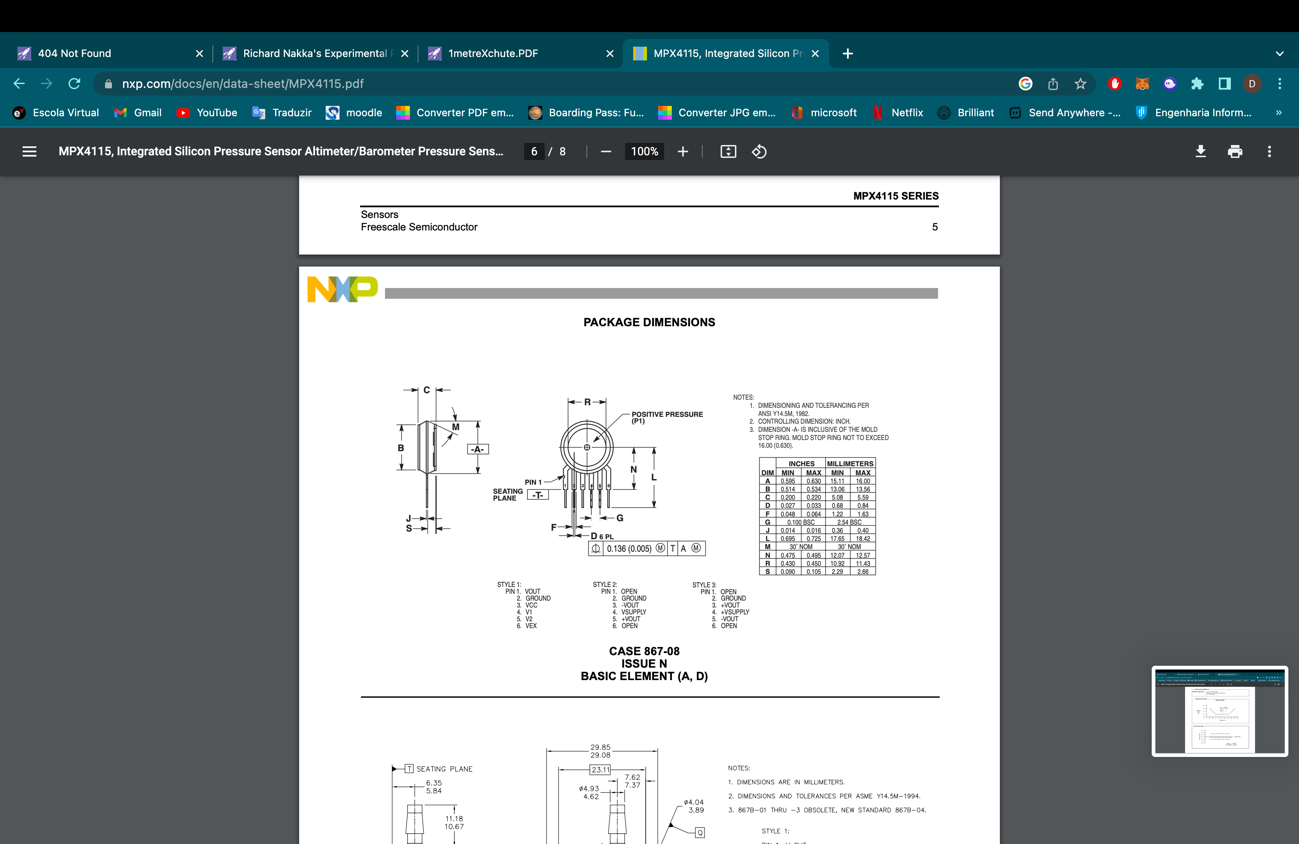 404 Not Found
Richard Nakka's Experimental
1metreXchute.PDF
MPX4115, Integrated Silicon Pr
nxp.com/docs/en/data-sheet/MPX4115.pdf
D
Escola Virtual
Gmail
YouTube
Traduzir
moodle
Converter PDF em...
Boarding Pass: Fu...
Converter JPG em...
microsoft
Netflix
Brilliant
Send Anywhere -...
Engenharia Inform...
»
MPX4115, Integrated Silicon Pressure Sensor Altimeter/Barometer Pressure Sens...
6 / 8
100%
MPX4115 SERIES
Sensors
Freescale Semiconductor 5
NXP
PACKAGE DIMENSIONS
C
M
B
-A-
J
S
R
POSITIVE PRESSURE
(P1)
N
L
PIN 1
1 2 3 4 5 6
SEATING
PLANE
-T-
G
F
D 6 PL
0.136 (0.005) Ⓜ T A Ⓜ
NOTES:
1. DIMENSIONING AND TOLERANCING PER
ANSI Y14.5M, 1982.
2. CONTROLLING DIMENSION: INCH.
3. DIMENSION -A- IS INCLUSIVE OF THE MOLD
STOP RING. MOLD STOP RING NOT TO EXCEED
16.00 (0.630).
INCHES MILLIMETERS
DIM MIN MAX MIN MAX
A 0.595 0.630 15.11 16.00
B 0.514 0.534 13.06 13.56
C 0.200 0.220 5.08 5.59
D 0.027 0.033 0.68 0.84
F 0.048 0.064 1.22 1.63
G 0.100 BSC 2.54 BSC
J 0.014 0.016 0.36 0.40
L 0.695 0.725 17.65 18.42
M 30˚ NOM 30˚ NOM
N 0.475 0.495 12.07 12.57
R 0.430 0.450 10.92 11.43
S 0.090 0.105 2.29 2.66
STYLE 1:
PIN 1. VOUT
2. GROUND
3. VCC
4. V1
5. V2
6. VEX
STYLE 2:
PIN 1. OPEN
2. GROUND
3. -VOUT
4. VSUPPLY
5. +VOUT
6. OPEN
STYLE 3:
PIN 1. OPEN
2. GROUND
3. +VOUT
4. +VSUPPLY
5. -VOUT
6. OPEN
CASE 867-08
ISSUE N
BASIC ELEMENT (A, D)
T SEATING PLANE
6.35
5.84
11.18
10.67
29.85
29.08
23.11
7.62
7.37
ø4.93
4.62
ø4.04
3.89
Q
NOTES:
1. DIMENSIONS ARE IN MILLIMETERS.
2. DIMENSIONS AND TOLERANCES PER ASME Y14.5M-1994.
3. 867B-01 THRU -3 OBSOLETE, NEW STANDARD 867B-04.
STYLE 1: